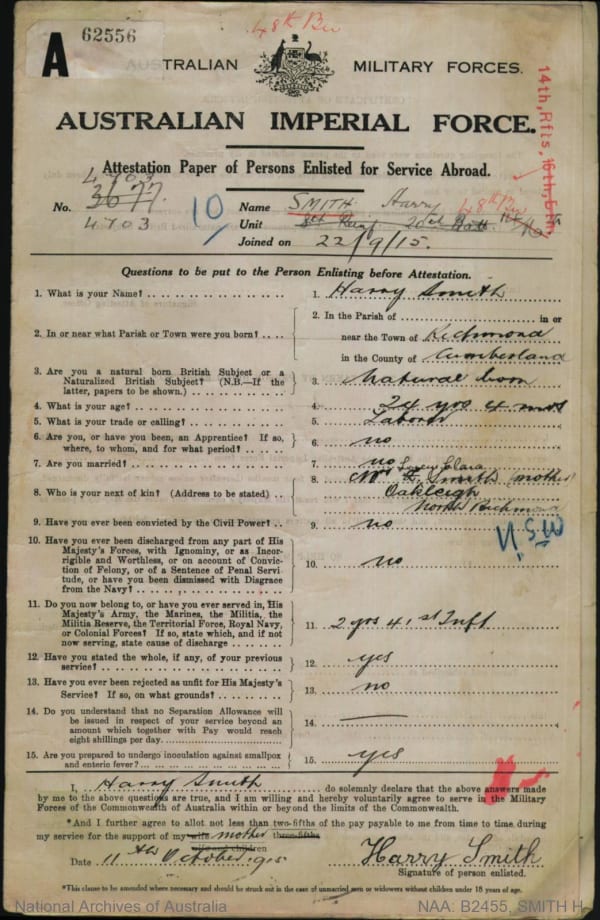 62556
48th Bn
A
AUSTRALIAN MILITARY FORCES.
AUSTRALIAN IMPERIAL FORCE.
14th, Rfts, 16th, Btn,
Attestation Paper of Persons Enlisted for Service Abroad.
4703
No. 3677 Name SMITH Harry 48th Bn
4703 10 Unit 20th Batt
Joined on 22/9/15.
Questions to be put to the Person Enlisting before Attestation.
1. What is your Name? 1. Harry Smith
2. In or near what Parish or Town were you born? 2. In the Parish of in or
near the Town of Richmond
in the County of Cumberland
3. Are you a natural born British Subject or a
Naturalized British Subject? (N.B.—If the
latter, papers to be shown.) 3. Natural born
4. What is your age? 4. 24 yrs 4 mos
5. What is your trade or calling? 5. Laborer
6. Are you, or have you been, an Apprentice? If so,
where, to whom, and for what period? 6. no
7. Are you married? 7. no
Clara
8. Who is your next of kin? (Address to be stated) 8. Mrs E. Smith (mother)
Oakleigh
North Richmond
N.S.W
9. Have you ever been convicted by the Civil Power? 9. no
10. Have you ever been discharged from any part of His
Majesty's Forces, with Ignominy, or as Incor-
rigible and Worthless, or on account of Convic-
tion of Felony, or of a Sentence of Penal Servi-
tude, or have you been dismissed with Disgrace
from the Navy? 10. no
11. Do you now belong to, or have you ever served in, His
Majesty's Army, the Marines, the Militia, the
Militia Reserve, the Territorial Force, Royal Navy,
or Colonial Forces? If so, state which, and if not
now serving, state cause of discharge 11. 2 yrs 41st Inft
12. Have you stated the whole, if any, of your previous
service? 12. yes
13. Have you ever been rejected as unfit for His Majesty's
Service? If so, on what grounds? 13. no
14. Do you understand that no Separation Allowance will
be issued in respect of your service beyond an
amount which together with Pay would reach
eight shillings per day. 14. —
15. Are you prepared to undergo inoculation against smallpox
and enteric fever? 15. yes
I, Harry Smith do solemnly declare that the above answers made
by me to the above questions are true, and I am willing and hereby voluntarily agree to serve in the Military
Forces of the Commonwealth of Australia within or beyond the limits of the Commonwealth.
*And I further agree to allot not less than two-fifths of the pay payable to me from time to time during
my service for the support of my wife mother three-fifths
wife and children
Date 11th October 1915 Harry Smith
Signature of person enlisted.
*This clause to be amended where necessary and should be struck out in the case of unmarried men or widowers without children under 18 years of age.
National Archives of Australia NAA: B2455, SMITH H